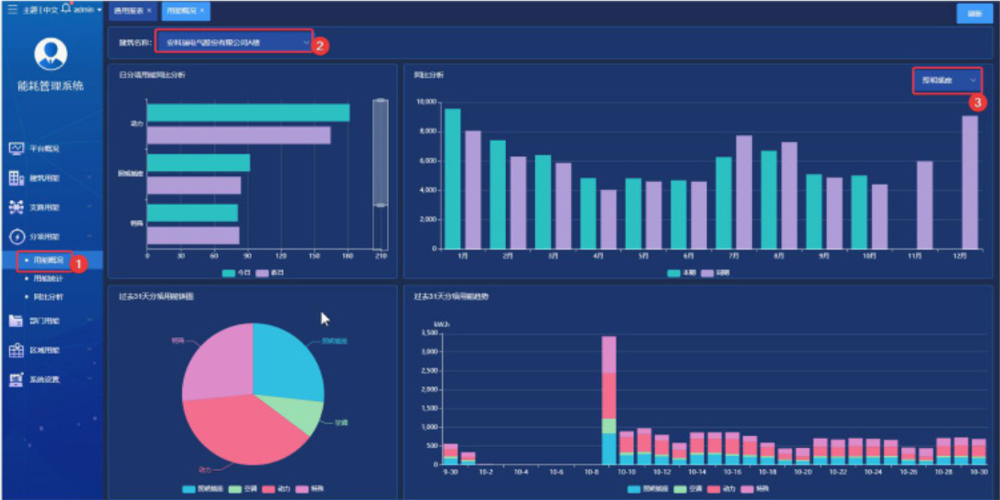 主题|中文 admin
通用报表 ×
用能概况 ×
刷新
能耗管理系统
平台概况
建筑用能
支路用能
分项用能
用能概况
1
用能统计
同比分析
部门用能
区域用能
系统设置
建筑名称:
安科瑞电气股份有限公司A楼
2
日分项用能同比分析
动力
照明插座
特殊
0 30 60 90 120 150 180 210
今日
昨日
同比分析
照明插座
3
10,000
8,000
6,000
4,000
2,000
0
1月 2月 3月 4月 5月 6月 7月 8月 9月 10月 11月 12月
本期
同期
过去31天分项用能饼图
特殊
照明插座
空调
动力
照明插座 空调 动力 特殊
过去31天分项用能趋势
kW.h
3,500
3,000
2,500
2,000
1,500
1,000
500
0
9-30 10-2 10-4 10-6 10-8 10-10 10-12 10-14 10-16 10-18 10-20 10-22 10-24 10-26 10-28 10-30
照明插座 空调 动力 特殊